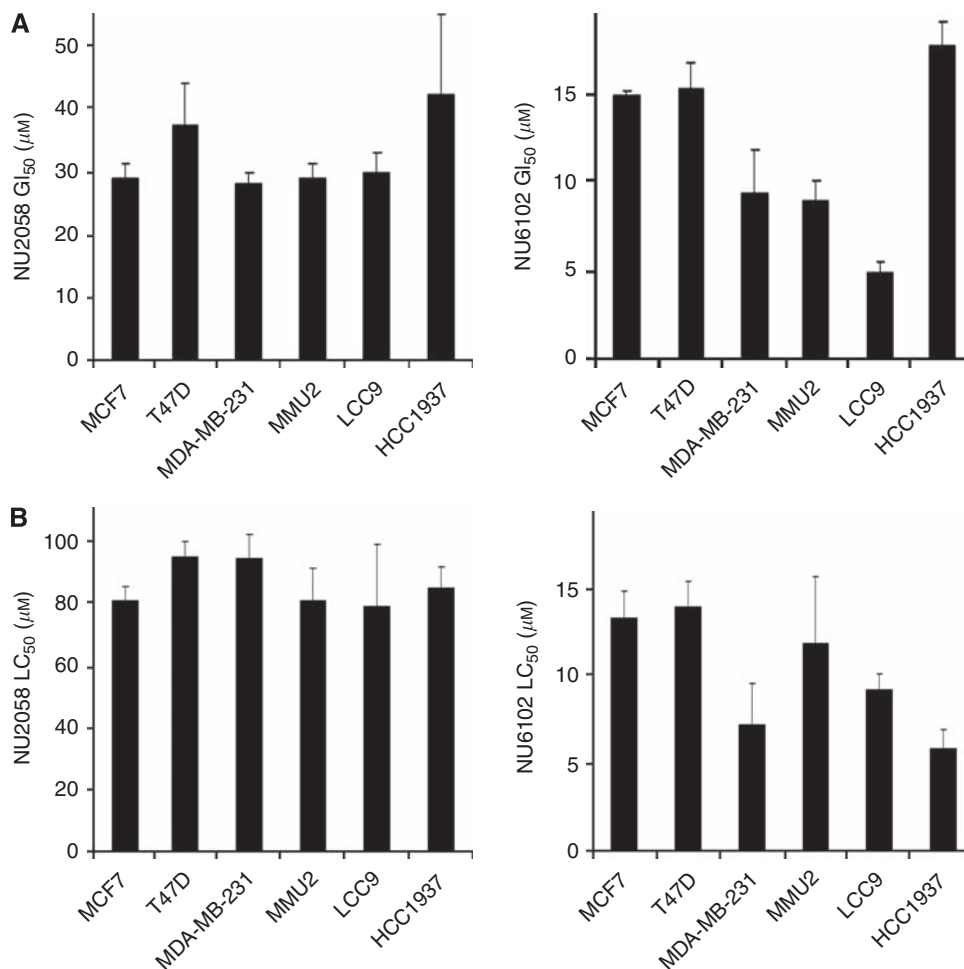 A
NU2058 GI50 (μM)
50
40
30
20
10
0
MCF7
T47D
MDA-MB-231
MMU2
LCC9
HCC1937
NU6102 GI50 (μM)
15
10
5
0
MCF7
T47D
MDA-MB-231
MMU2
LCC9
HCC1937
B
NU2058 LC50 (μM)
100
80
60
40
20
0
MCF7
T47D
MDA-MB-231
MMU2
LCC9
HCC1937
NU6102 LC50 (μM)
15
10
5
0
MCF7
T47D
MDA-MB-231
MMU2
LCC9
HCC1937